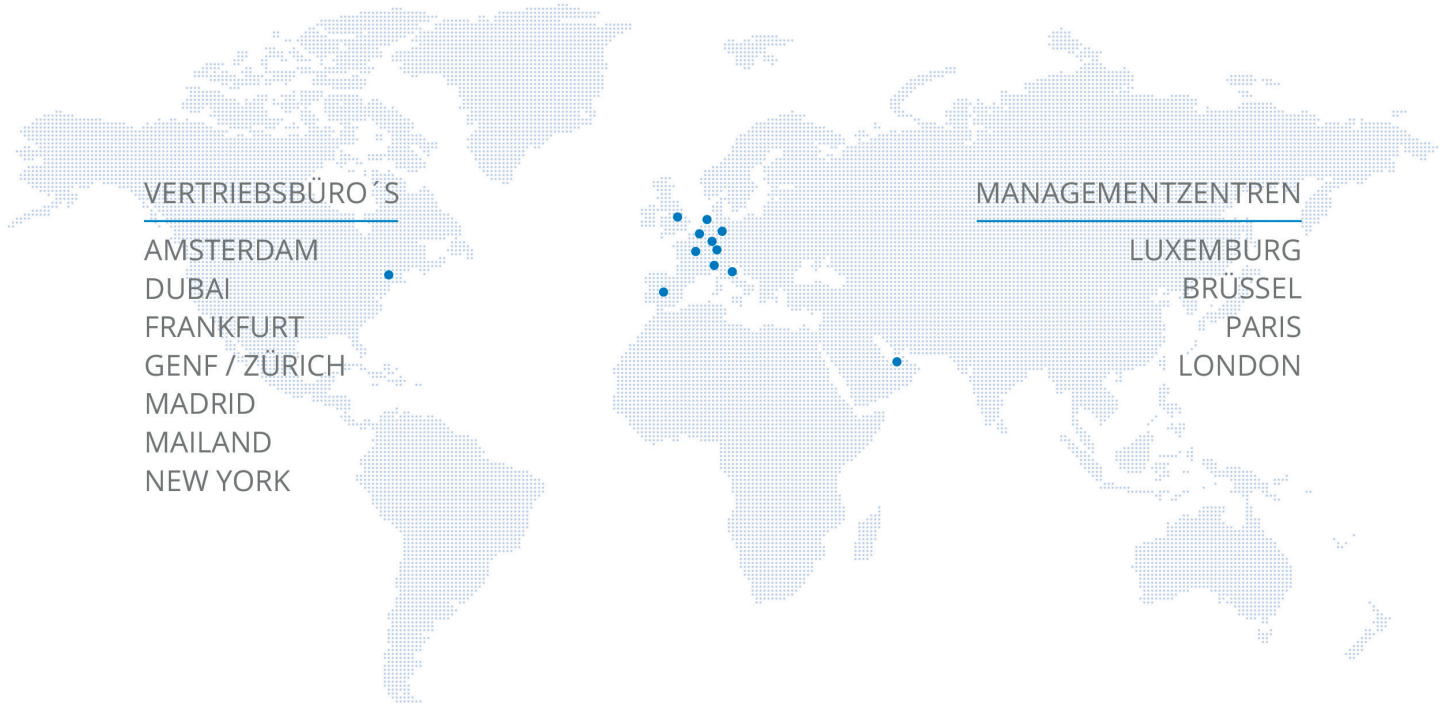 VERTRIEBSBÜRO´S
AMSTERDAM
DUBAI
FRANKFURT
GENF / ZÜRICH
MADRID
MAILAND
NEW YORK
MANAGEMENTZENTREN
LUXEMBURG
BRÜSSEL
PARIS
LONDON